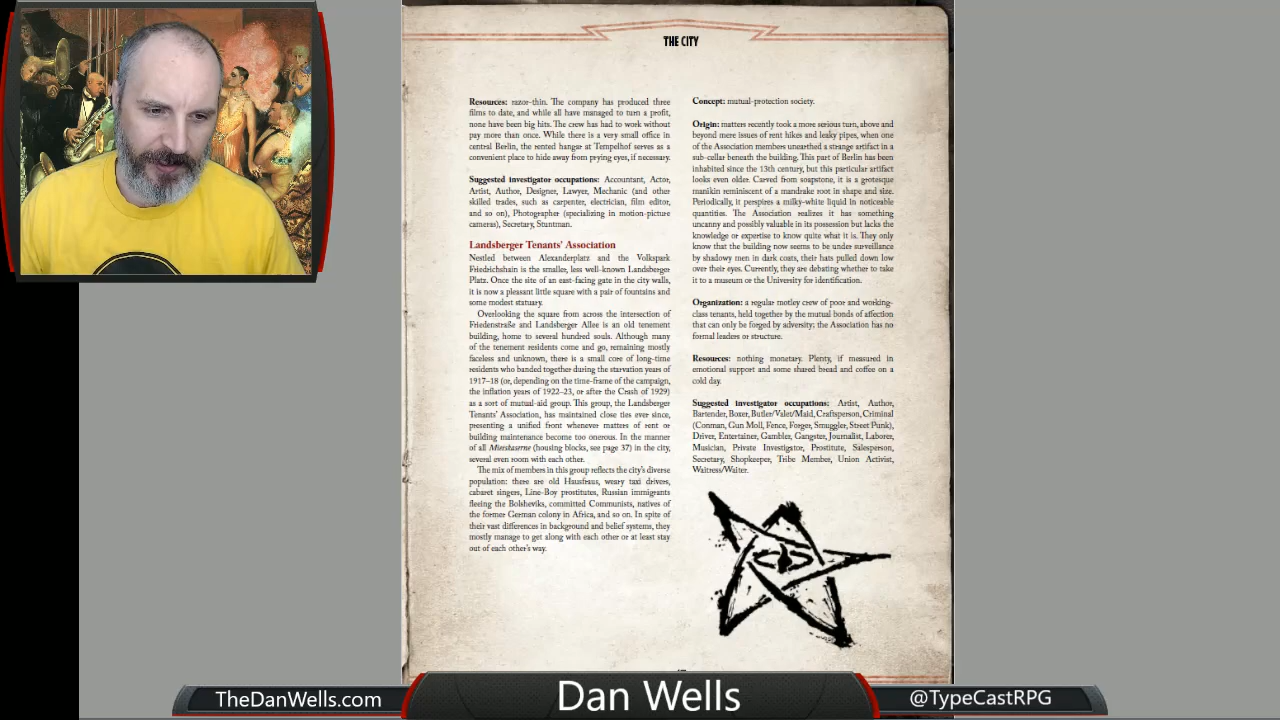 THE CITY
Resources: razor-thin. The company has produced three
films to date, and while all have managed to turn a profit,
none have been big hits. The crew has had to work without
pay more than once. While there is a very small office in
central Berlin, the rented hangar at Tempelhof serves as a
convenient place to hide away from prying eyes, if necessary.
Suggested investigator occupations: Accountant, Actor,
Artist, Author, Designer, Lawyer, Mechanic (and other
skilled trades, such as carpenter, electrician, film editor,
and so on), Photographer (specializing in motion-picture
cameras), Secretary, Stuntman.
Landsberger Tenants' Association
Nestled between Alexanderplatz and the Volkspark
Friedrichshain is the smaller, less well-known Landsberger
Platz. Once the site of an east-facing gate in the city walls,
it is now a pleasant little square with a pair of fountains and
some modest statuary.
Overlooking the square from across the intersection of
Friedenstraße and Landsberger Allee is an old tenement
building, home to several hundred souls. Although many
of the tenement residents come and go, remaining mostly
faceless and unknown, there is a small core of long-time
residents who banded together during the starvation years of
1917–18 (or, depending on the time-frame of the campaign,
the inflation years of 1922–23, or after the Crash of 1929)
as a sort of mutual-aid group. This group, the Landsberger
Tenants' Association, has maintained close ties ever since,
presenting a unified front whenever matters of rent or
building maintenance become too onerous. In the manner
of all Mietskaserne (housing blocks, see page 37) in the city,
several even room with each other.
The mix of members in this group reflects the city's diverse
population: there are old Hausfraus, weary taxi drivers,
cabaret singers, Line-Boy prostitutes, Russian immigrants
fleeing the Bolsheviks, committed Communists, natives of
the former German colony in Africa, and so on. In spite of
their vast differences in background and belief systems, they
mostly manage to get along with each other or at least stay
out of each other's way.
Concept: mutual-protection society.
Origin: matters recently took a more serious turn, above and
beyond mere issues of rent hikes and leaky pipes, when one
of the Association members unearthed a strange artifact in a
sub-cellar beneath the building. This part of Berlin has been
inhabited since the 13th century, but this particular artifact
looks even older. Carved from soapstone, it is a grotesque
manikin reminiscent of a mandrake root in shape and size.
Periodically, it perspires a milky-white liquid in noticeable
quantities. The Association realizes it has something
uncanny and possibly valuable in its possession but lacks the
knowledge or expertise to know quite what it is. They only
know that the building now seems to be under surveillance
by shadowy men in dark coats, their hats pulled down low
over their eyes. Currently, they are debating whether to take
it to a museum or the University for identification.
Organization: a regular motley crew of poor and working-
class tenants, held together by the mutual bonds of affection
that can only be forged by adversity; the Association has no
formal leaders or structure.
Resources: nothing monetary. Plenty, if measured in
emotional support and some shared bread and coffee on a
cold day.
Suggested investigator occupations: Artist, Author,
Bartender, Boxer, Butler/Valet/Maid, Craftsperson, Criminal
(Conman, Gun Moll, Fence, Forger, Smuggler, Street Punk),
Driver, Entertainer, Gambler, Gangster, Journalist, Laborer,
Musician, Private Investigator, Prostitute, Salesperson,
Secretary, Shopkeeper, Tribe Member, Union Activist,
Waitress/Waiter.
TheDanWells.com
Dan Wells
@TypeCastRPG